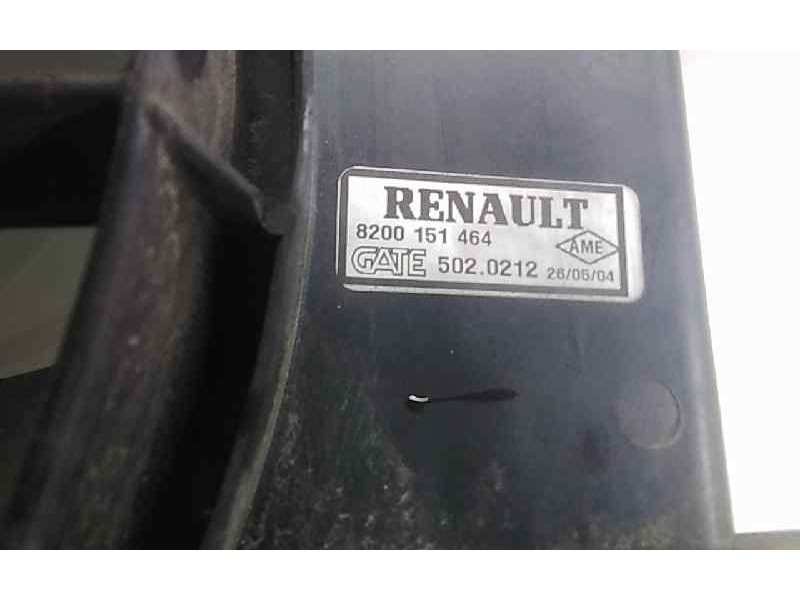 RENAULT
8200 151 464
AME
GATE 502.0212 26/06/04